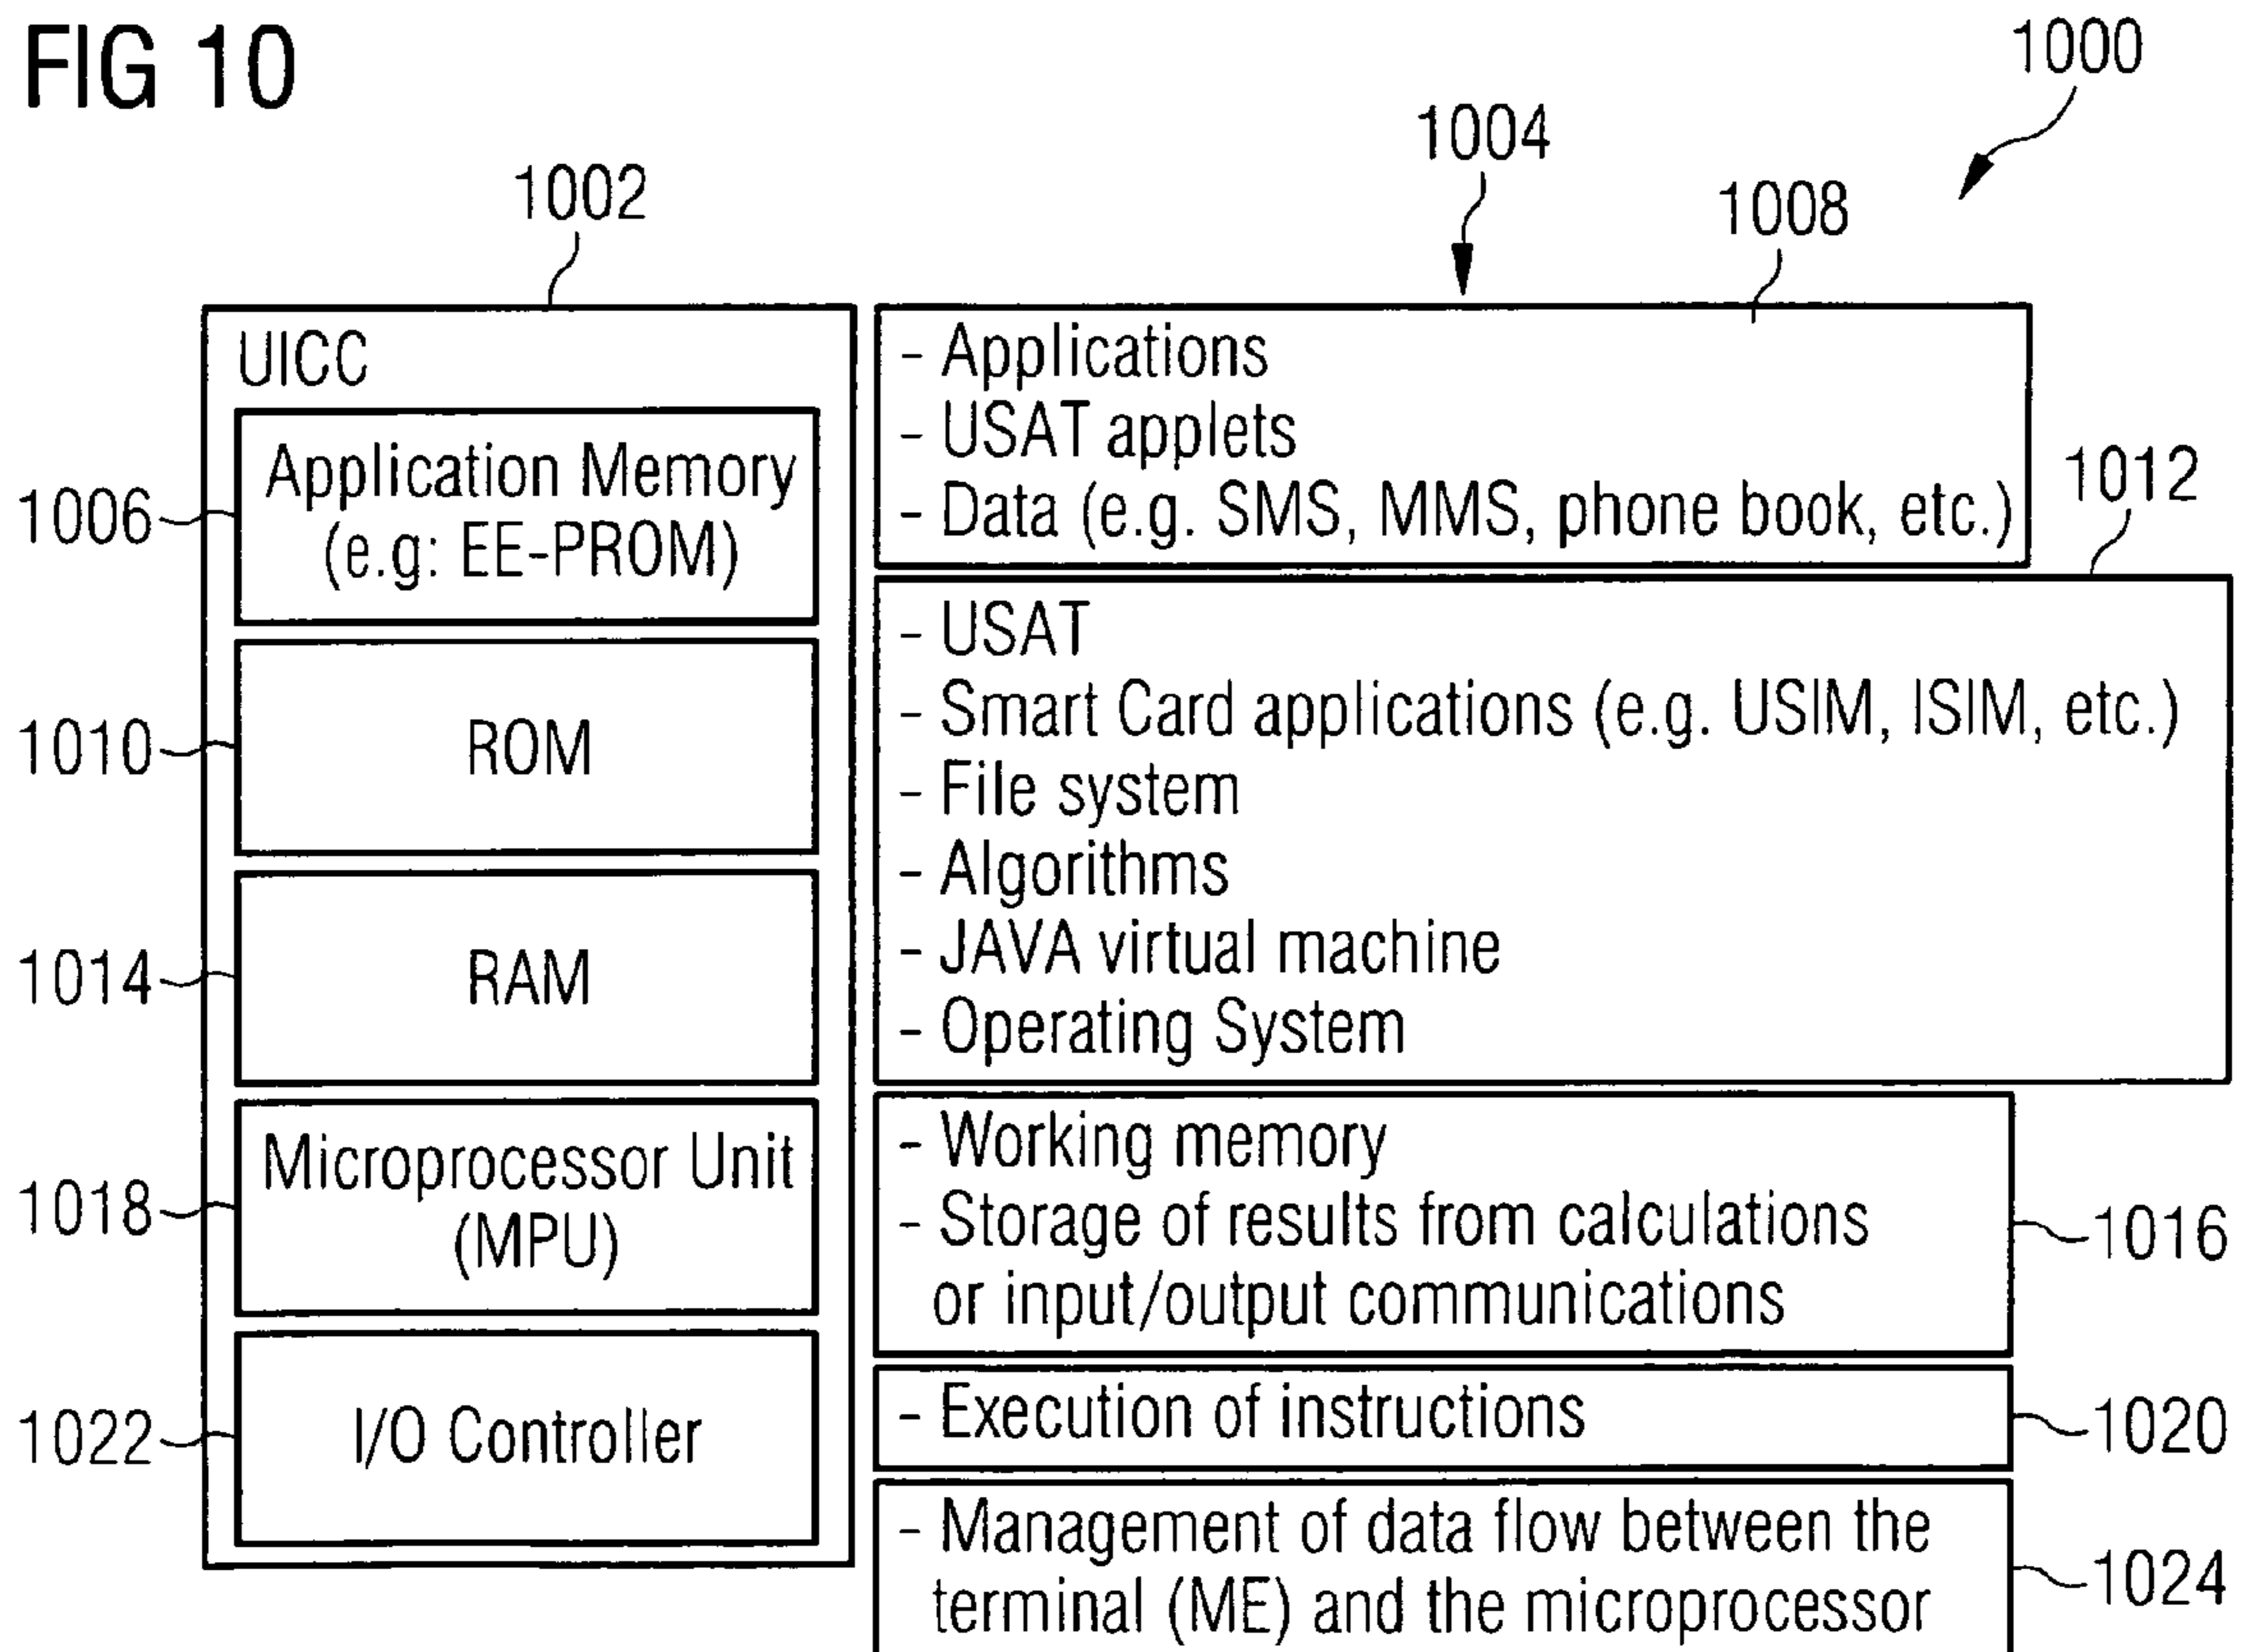 FIG 10
1000
1004
1002
1008
UICC
Application Memory
(e.g: EE-PROM)
1006
ROM
1010
RAM
1014
Microprocessor Unit
(MPU)
1018
I/O Controller
1022
- Applications
- USAT applets
- Data (e.g. SMS, MMS, phone book, etc.)
1012
- USAT
- Smart Card applications (e.g. USIM, ISIM, etc.)
- File system
- Algorithms
- JAVA virtual machine
- Operating System
- Working memory
- Storage of results from calculations
or input/output communications
1016
- Execution of instructions
1020
- Management of data flow between the
terminal (ME) and the microprocessor
1024